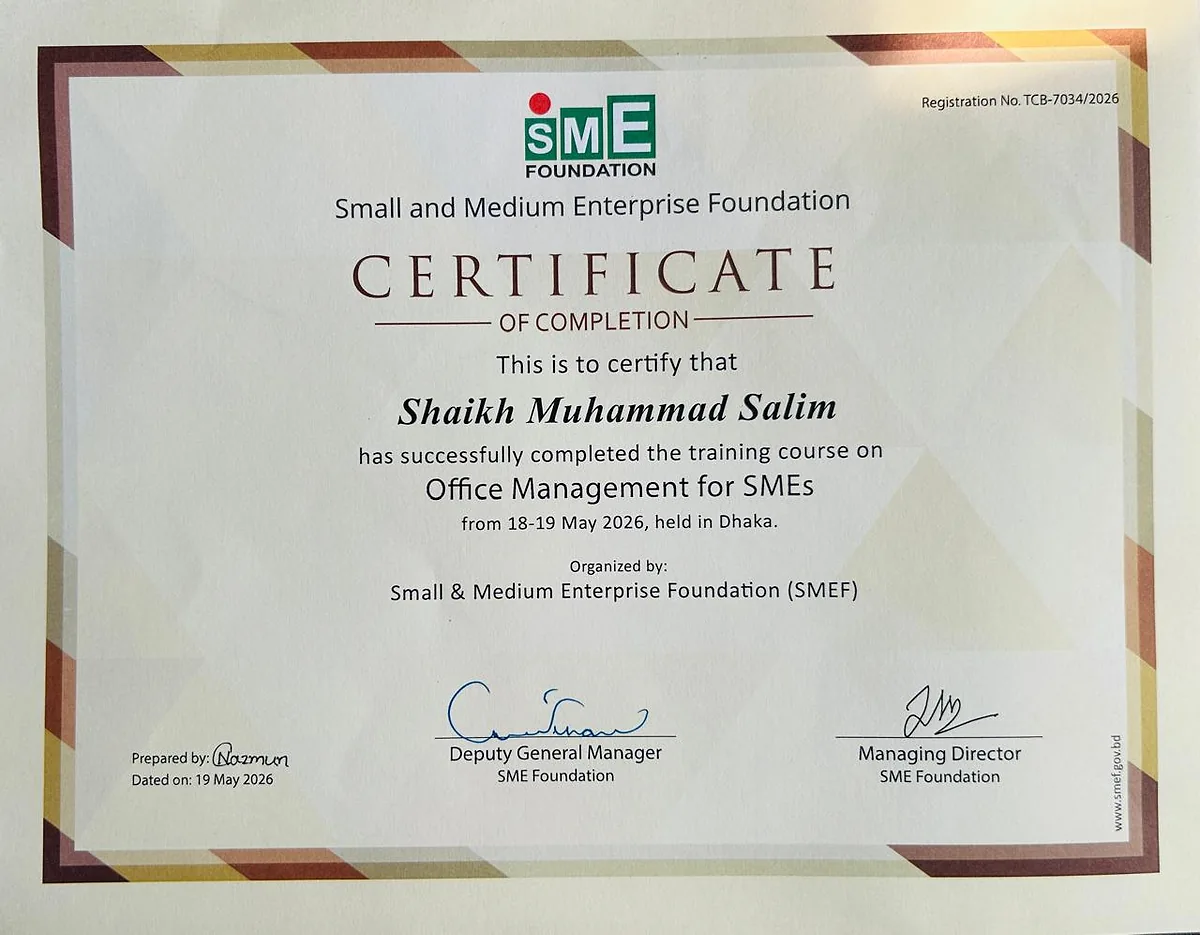 Registration No. TCB-7034/2026
SME
FOUNDATION
Small and Medium Enterprise Foundation
CERTIFICATE
OF COMPLETION
This is to certify that
Shaikh Muhammad Salim
has successfully completed the training course on
Office Management for SMEs
from 18-19 May 2026, held in Dhaka.
Organized by:
Small & Medium Enterprise Foundation (SMEF)
Prepared by: Nazmun
Dated on: 19 May 2026
Deputy General Manager
SME Foundation
Managing Director
SME Foundation
www.smef.gov.bd